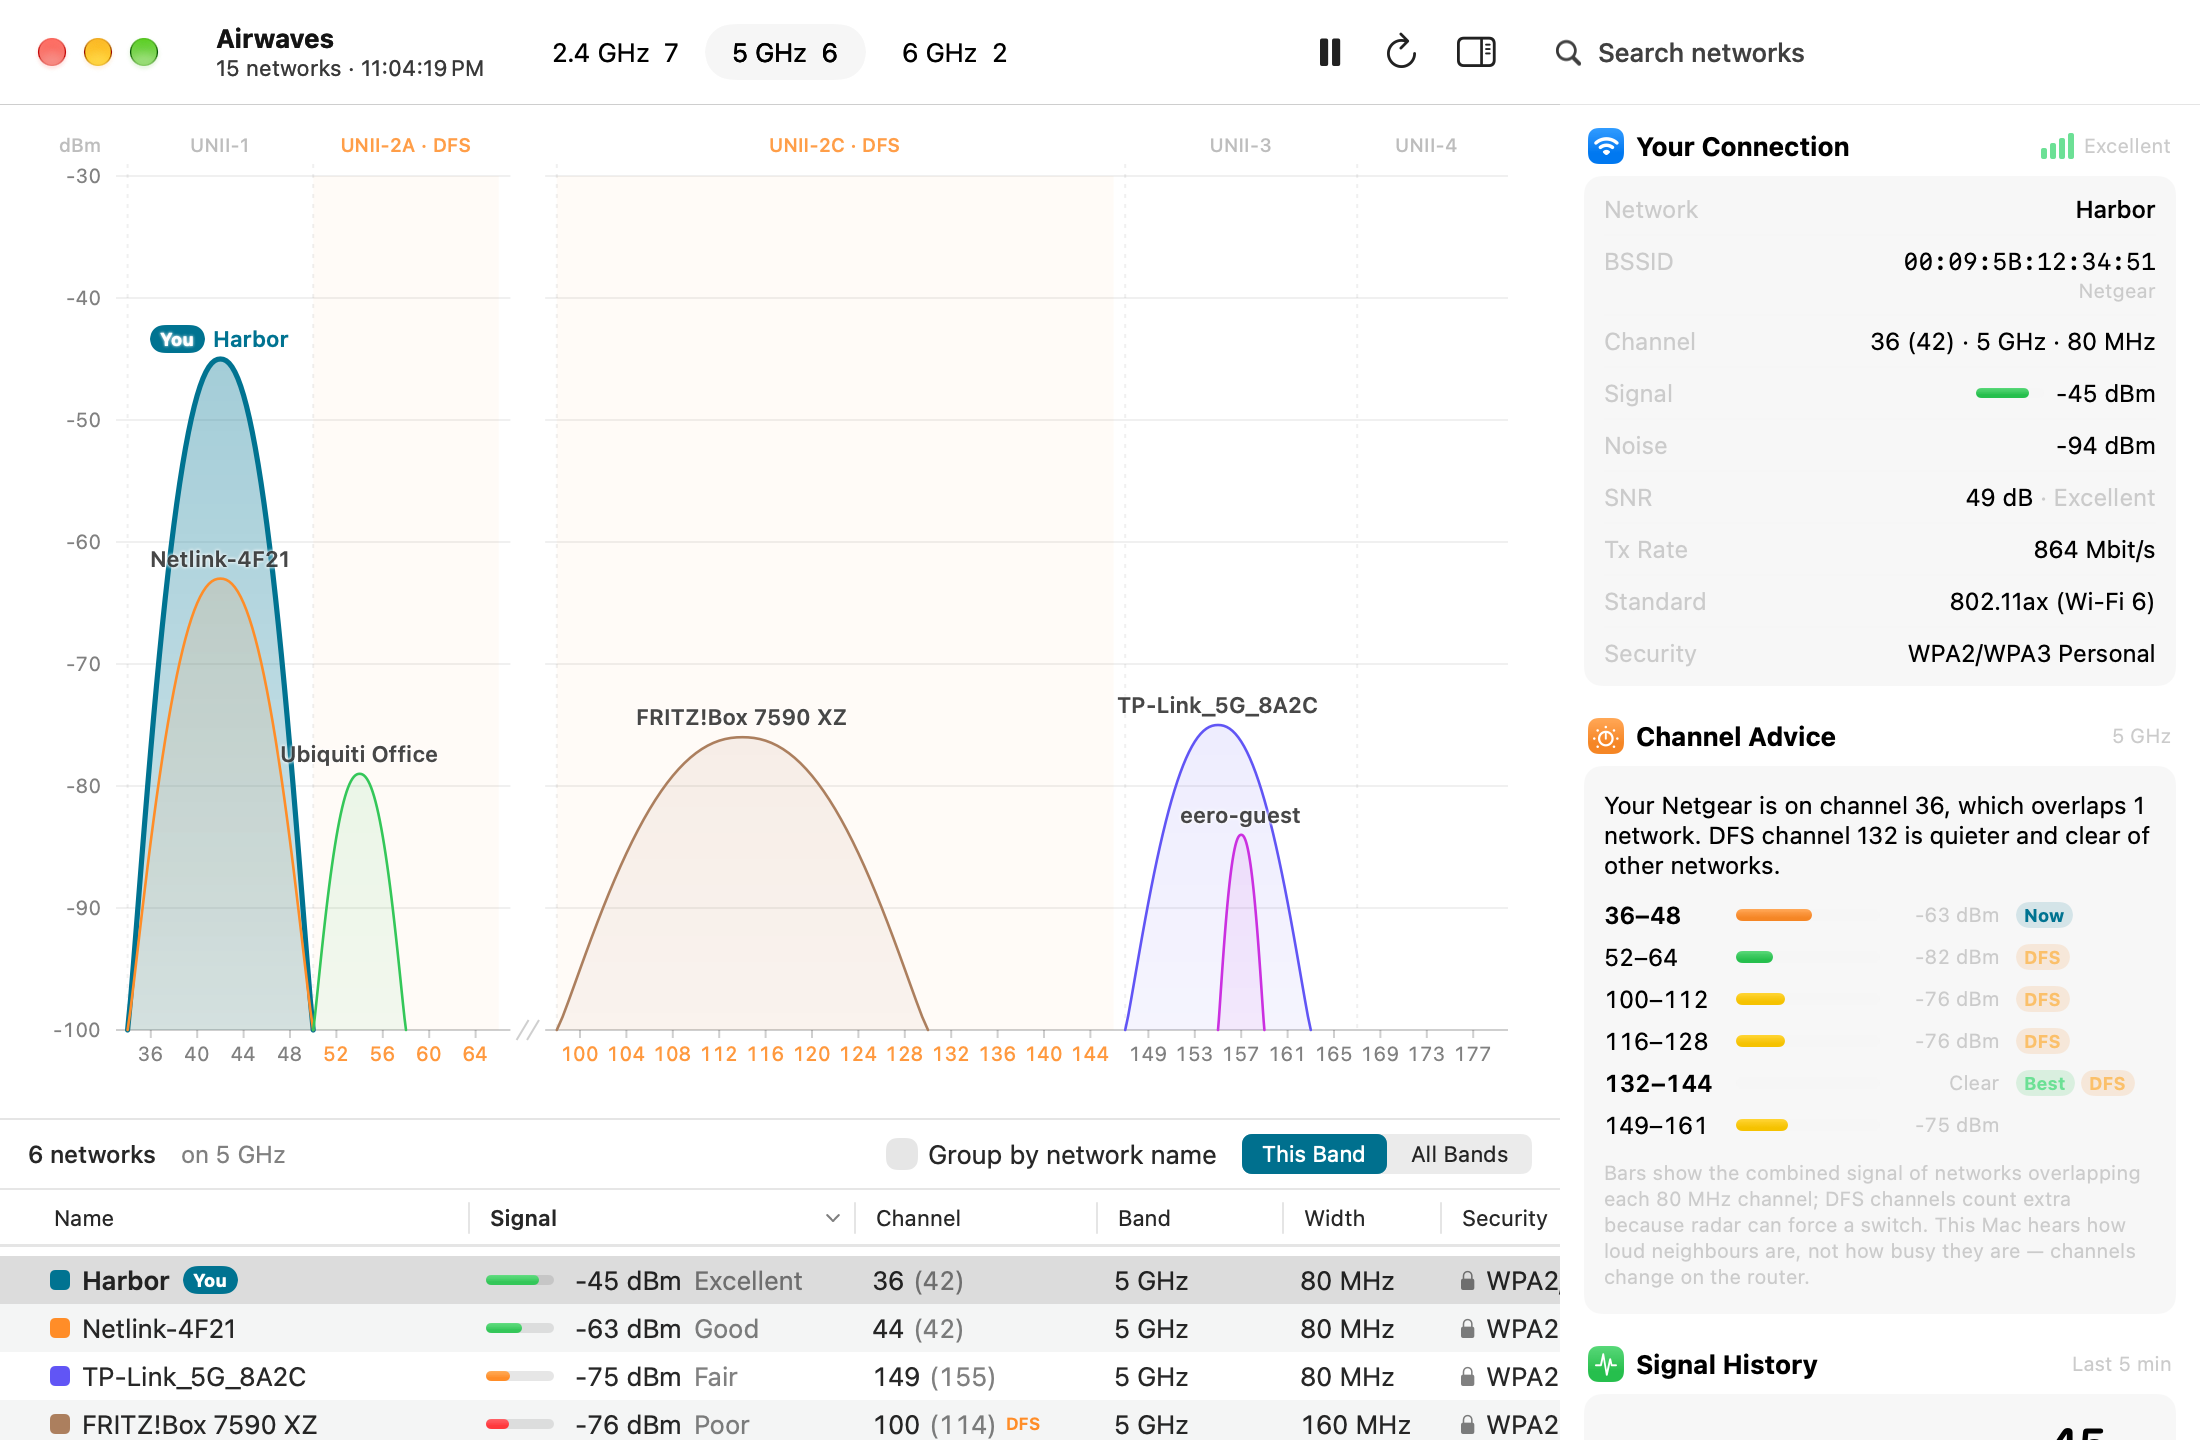 Airwaves
15 networks · 11:04:19 PM
2.4 GHz 7
5 GHz 6
6 GHz 2
Search networks
dBm
UNII-1
UNII-2A · DFS
UNII-2C · DFS
UNII-3
UNII-4
-30
-40
-50
-60
-70
-80
-90
-100
You Harbor
Netlink-4F21
Ubiquiti Office
FRITZ!Box 7590 XZ
TP-Link_5G_8A2C
eero-guest
36 40 44 48 52 56 60 64 // 100 104 108 112 116 120 124 128 132 136 140 144 149 153 157 161 165 169 173 177
6 networks on 5 GHz
Group by network name
This Band
All Bands
Name Signal Channel Band Width Security
Harbor You -45 dBm Excellent 36 (42) 5 GHz 80 MHz WPA2/
Netlink-4F21 -63 dBm Good 44 (42) 5 GHz 80 MHz WPA2
TP-Link_5G_8A2C -75 dBm Fair 149 (155) 5 GHz 80 MHz WPA2
FRITZ!Box 7590 XZ -76 dBm Poor 100 (114) DFS 5 GHz 160 MHz WPA2
Your Connection Excellent
Network Harbor
BSSID 00:09:5B:12:34:51
Netgear
Channel 36 (42) · 5 GHz · 80 MHz
Signal -45 dBm
Noise -94 dBm
SNR 49 dB · Excellent
Tx Rate 864 Mbit/s
Standard 802.11ax (Wi-Fi 6)
Security WPA2/WPA3 Personal
Channel Advice 5 GHz
Your Netgear is on channel 36, which overlaps 1
network. DFS channel 132 is quieter and clear of
other networks.
36–48 -63 dBm Now
52–64 -82 dBm DFS
100–112 -76 dBm DFS
116–128 -76 dBm DFS
132–144 Clear Best DFS
149–161 -75 dBm
Bars show the combined signal of networks overlapping
each 80 MHz channel; DFS channels count extra
because radar can force a switch. This Mac hears how
loud neighbours are, not how busy they are — channels
change on the router.
Signal History Last 5 min